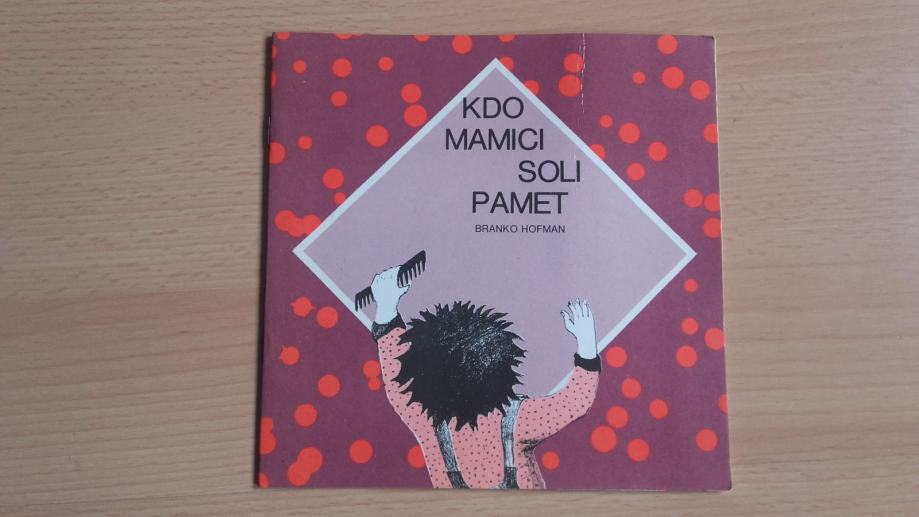 KDO
MAMICI
SOLI
PAMET
BRANKO HOFMAN